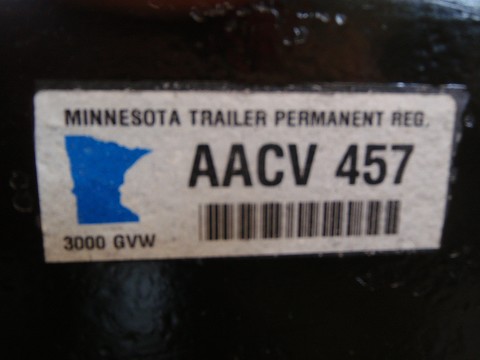 MINNESOTA TRAILER PERMANENT REG.
AACV 457
3000 GVW